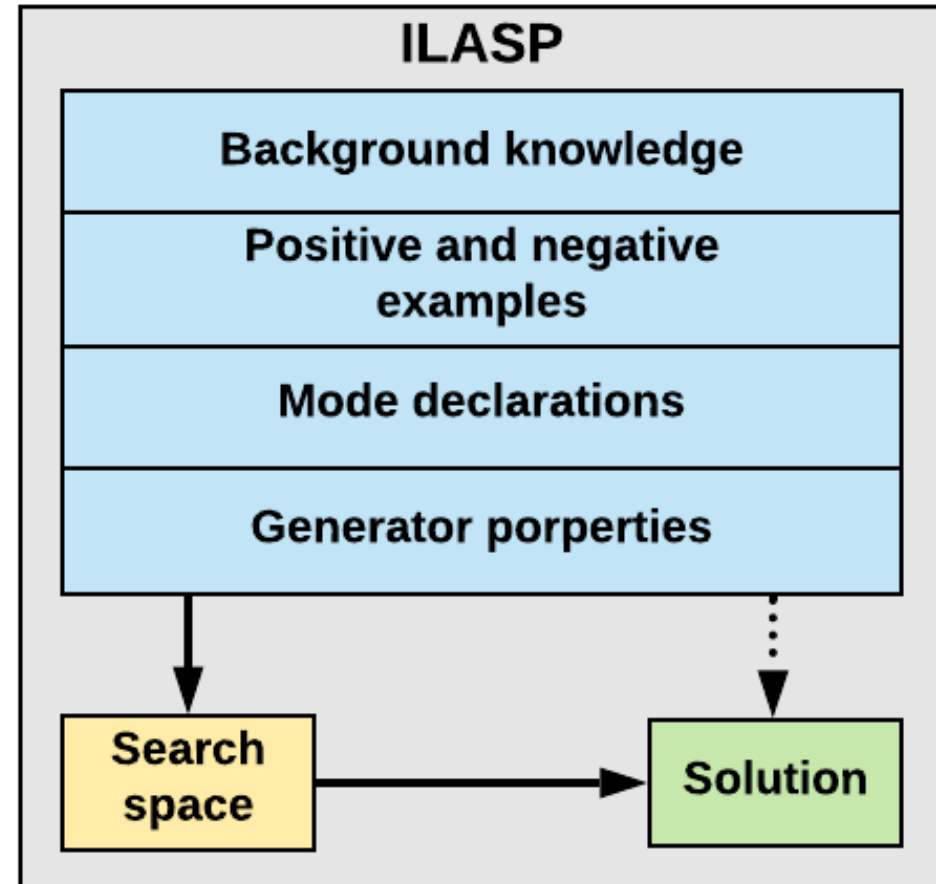 ILASP
Background knowledge
Positive and negative
examples
Mode declarations
Generator porperties
Search
space
Solution